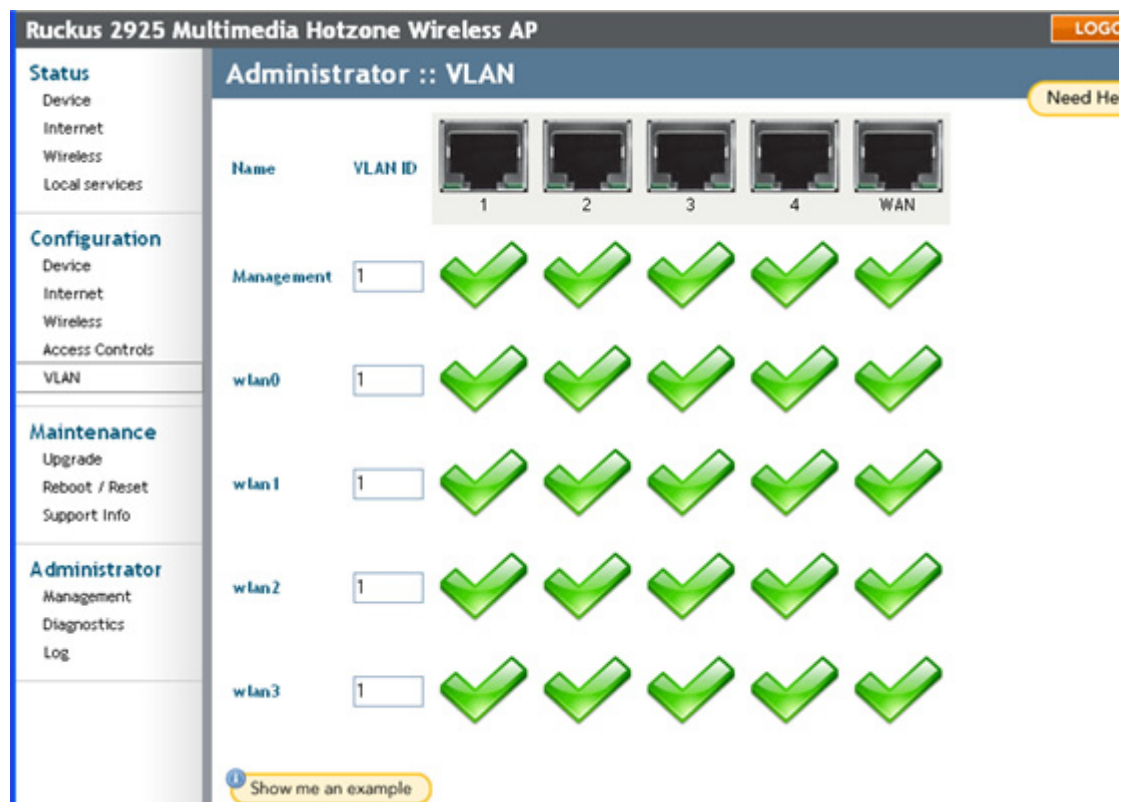 Ruckus 2925 Multimedia Hotzone Wireless AP
LOGO
Status
Device
Internet
Wireless
Local services
Configuration
Device
Internet
Wireless
Access Controls
VLAN
Maintenance
Upgrade
Reboot / Reset
Support Info
Administrator
Management
Diagnostics
Log
Administrator :: VLAN
Need He
Name VLAN ID
1 2 3 4 WAN
Management 1
wlan0 1
wlan1 1
wlan2 1
wlan3 1
Show me an example